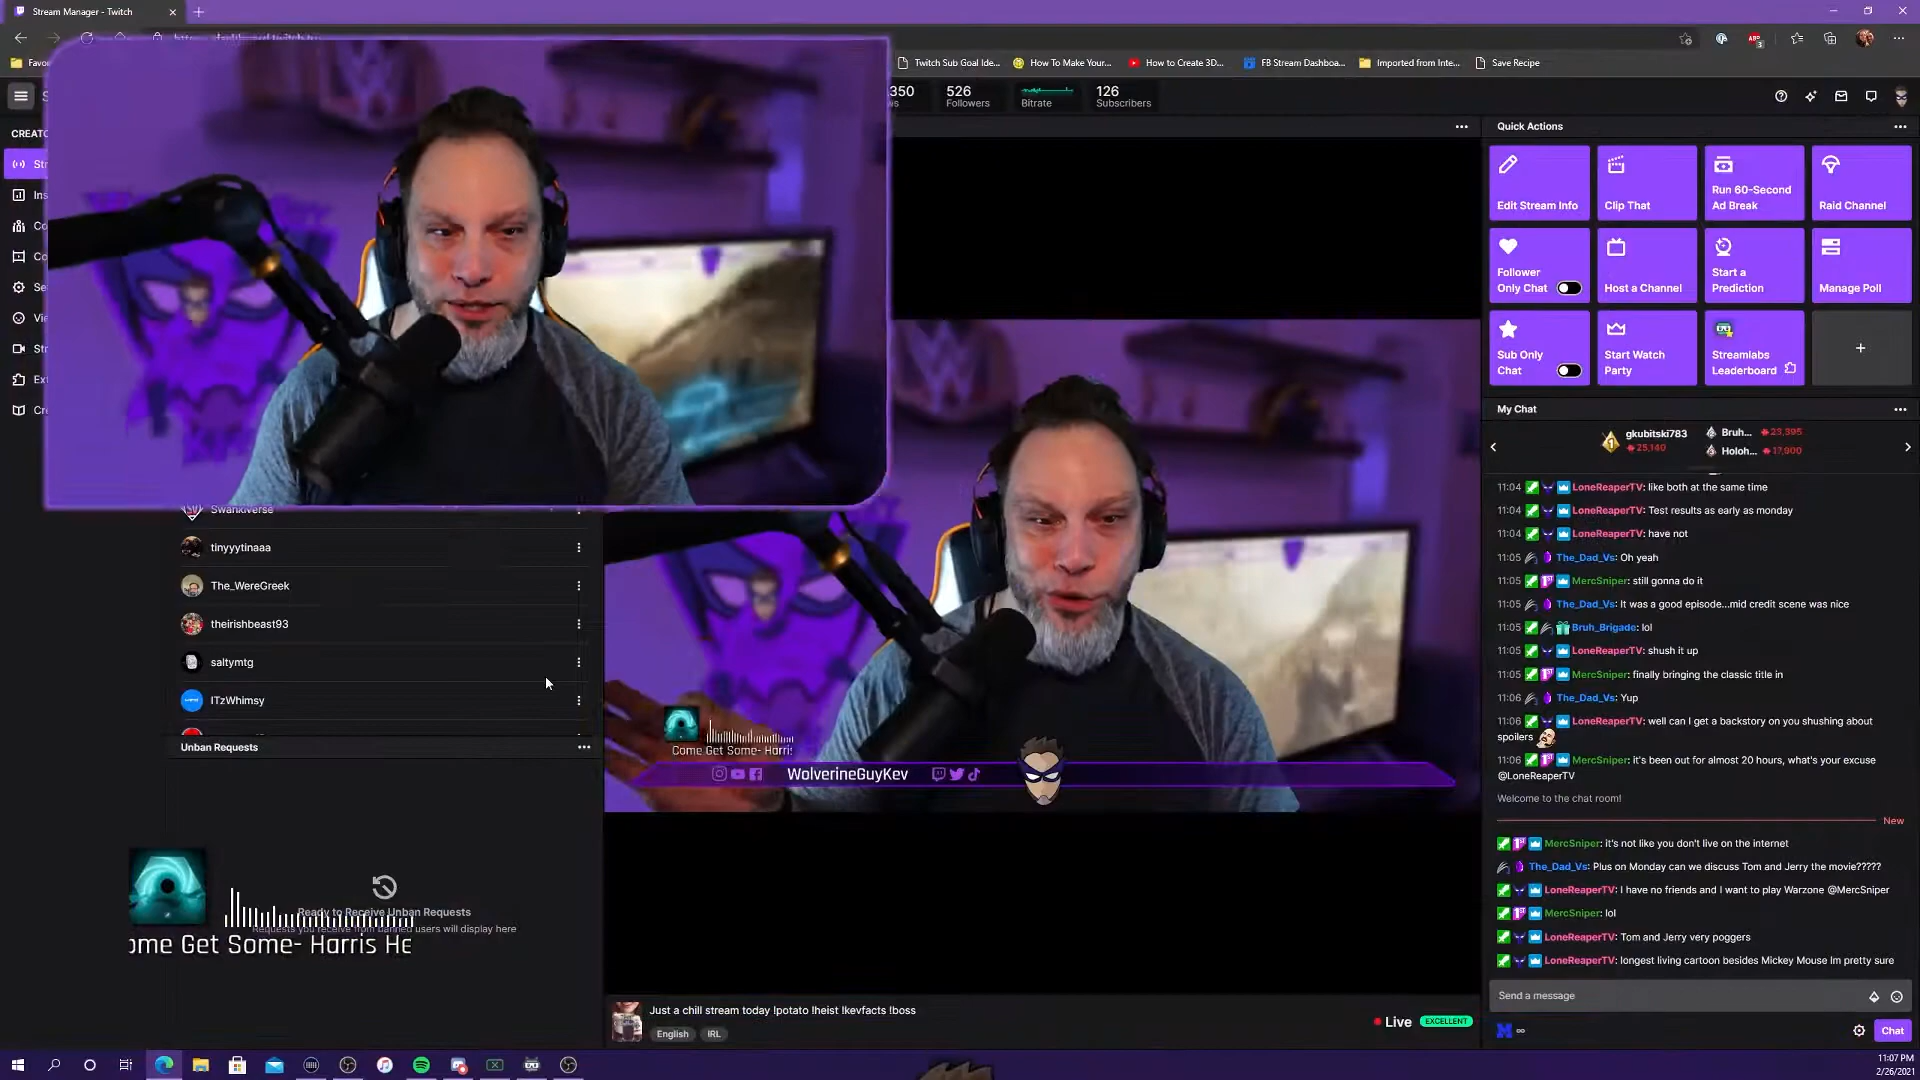 Stream Manager - Twitch
Twitch Sub Goal Ide...
How To Make Your...
How to Create 3D...
FB Stream Dashboa...
Imported from Inte...
Save Recipe
350
526
Followers
Bitrate
126
Subscribers
Quick Actions
Edit Stream Info
Clip That
Run 60-Second
Ad Break
Raid Channel
Follower
Only Chat
Host a Channel
Start a
Prediction
Manage Poll
Sub Only
Chat
Start Watch
Party
Streamlabs
Leaderboard
My Chat
gkubitski783
25,140
Bruh...
23,395
Holoh...
17,900
11:04 LoneReaperTV: like both at the same time
11:04 LoneReaperTV: Test results as early as monday
11:04 LoneReaperTV: have not
11:05 The_Dad_Vs: Oh yeah
11:05 MercSniper: still gonna do it
11:05 The_Dad_Vs: It was a good episode...mid credit scene was nice
11:05 Bruh_Brigade: lol
11:05 LoneReaperTV: shush it up
11:05 MercSniper: finally bringing the classic title in
11:06 The_Dad_Vs: Yup
11:06 LoneReaperTV: well can I get a backstory on you shushing about
spoilers
11:06 MercSniper: it's been out for almost 20 hours, what's your excuse
@LoneReaperTV
Welcome to the chat room!
New
MercSniper: it's not like you don't live on the internet
The_Dad_Vs: Plus on Monday can we discuss Tom and Jerry the movie?????
LoneReaperTV: I have no friends and I want to play Warzone @MercSniper
MercSniper: lol
LoneReaperTV: Tom and Jerry very poggers
LoneReaperTV: longest living cartoon besides Mickey Mouse Im pretty sure
Send a message
Chat
Swankiverse
tinyyytinaaa
The_WereGreek
theirishbeast93
saltymtg
ITzWhimsy
Unban Requests
Ready to Receive Unban Requests
Requests you receive from banned users will display here
ome Get Some- Harris He
Come Get Some- Harris
WolverineGuyKev
Just a chill stream today !potato !heist !kevfacts !boss
English
IRL
Live
EXCELLENT
11:07 PM
2/26/2021